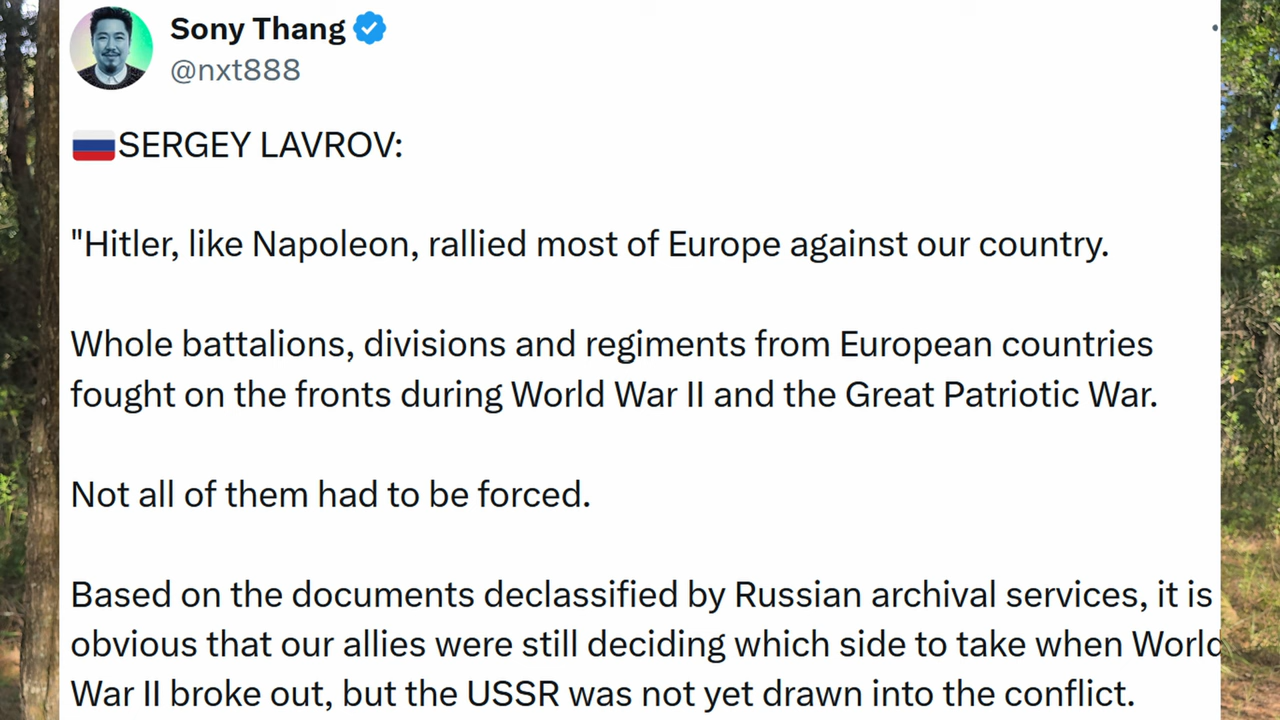 Sony Thang
@nxt888
🇷🇺SERGEY LAVROV:
"Hitler, like Napoleon, rallied most of Europe against our country.
Whole battalions, divisions and regiments from European countries
fought on the fronts during World War II and the Great Patriotic War.
Not all of them had to be forced.
Based on the documents declassified by Russian archival services, it is
obvious that our allies were still deciding which side to take when World
War II broke out, but the USSR was not yet drawn into the conflict.